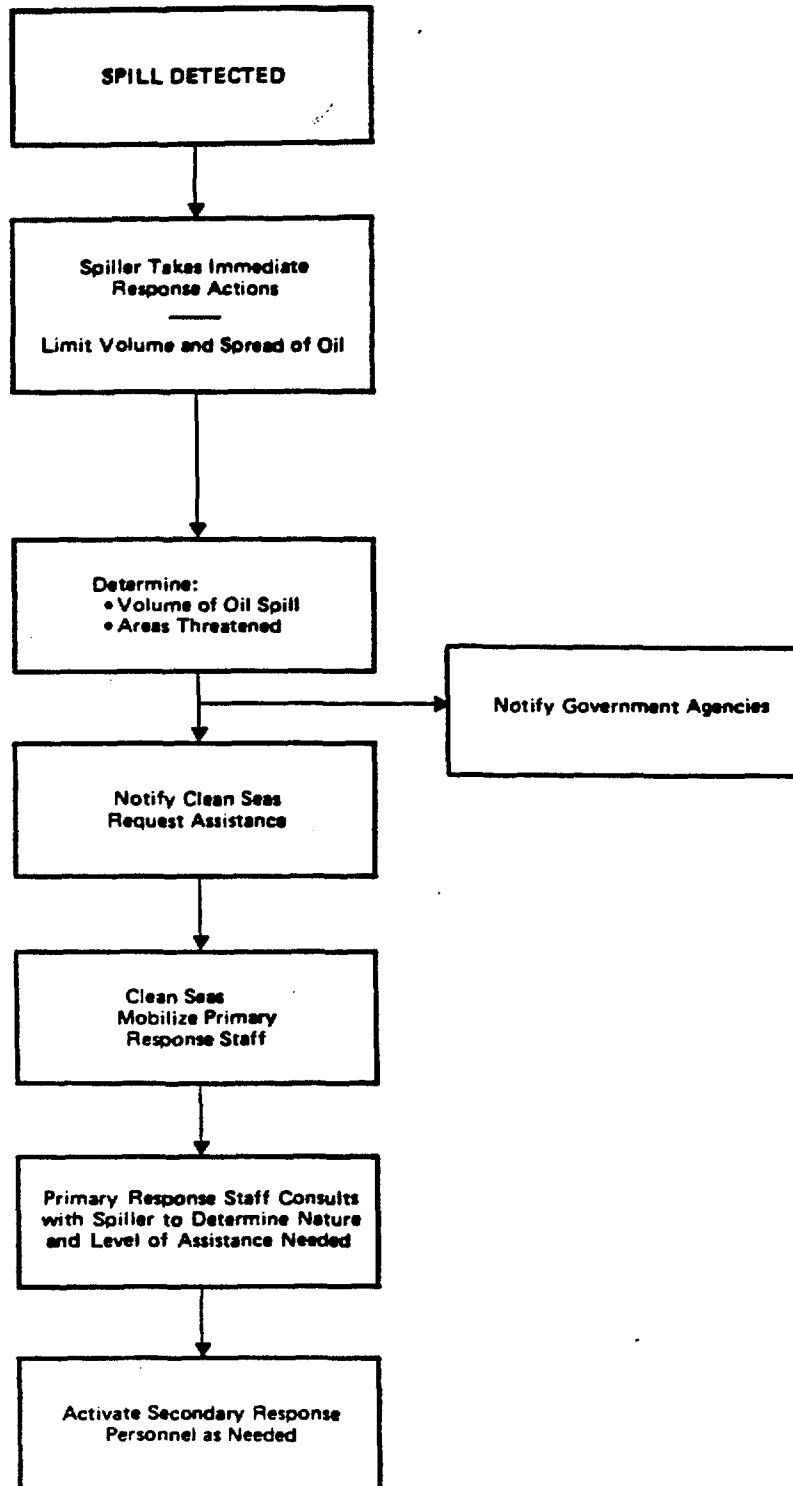 SPILL DETECTED
Spiller Takes Immediate
Response Actions
Limit Volume and Spread of Oil
Determine:
• Volume of Oil Spill
• Areas Threatened
Notify Government Agencies
Notify Clean Seas
Request Assistance
Clean Seas
Mobilize Primary
Response Staff
Primary Response Staff Consults
with Spiller to Determine Nature
and Level of Assistance Needed
Activate Secondary Response
Personnel as Needed